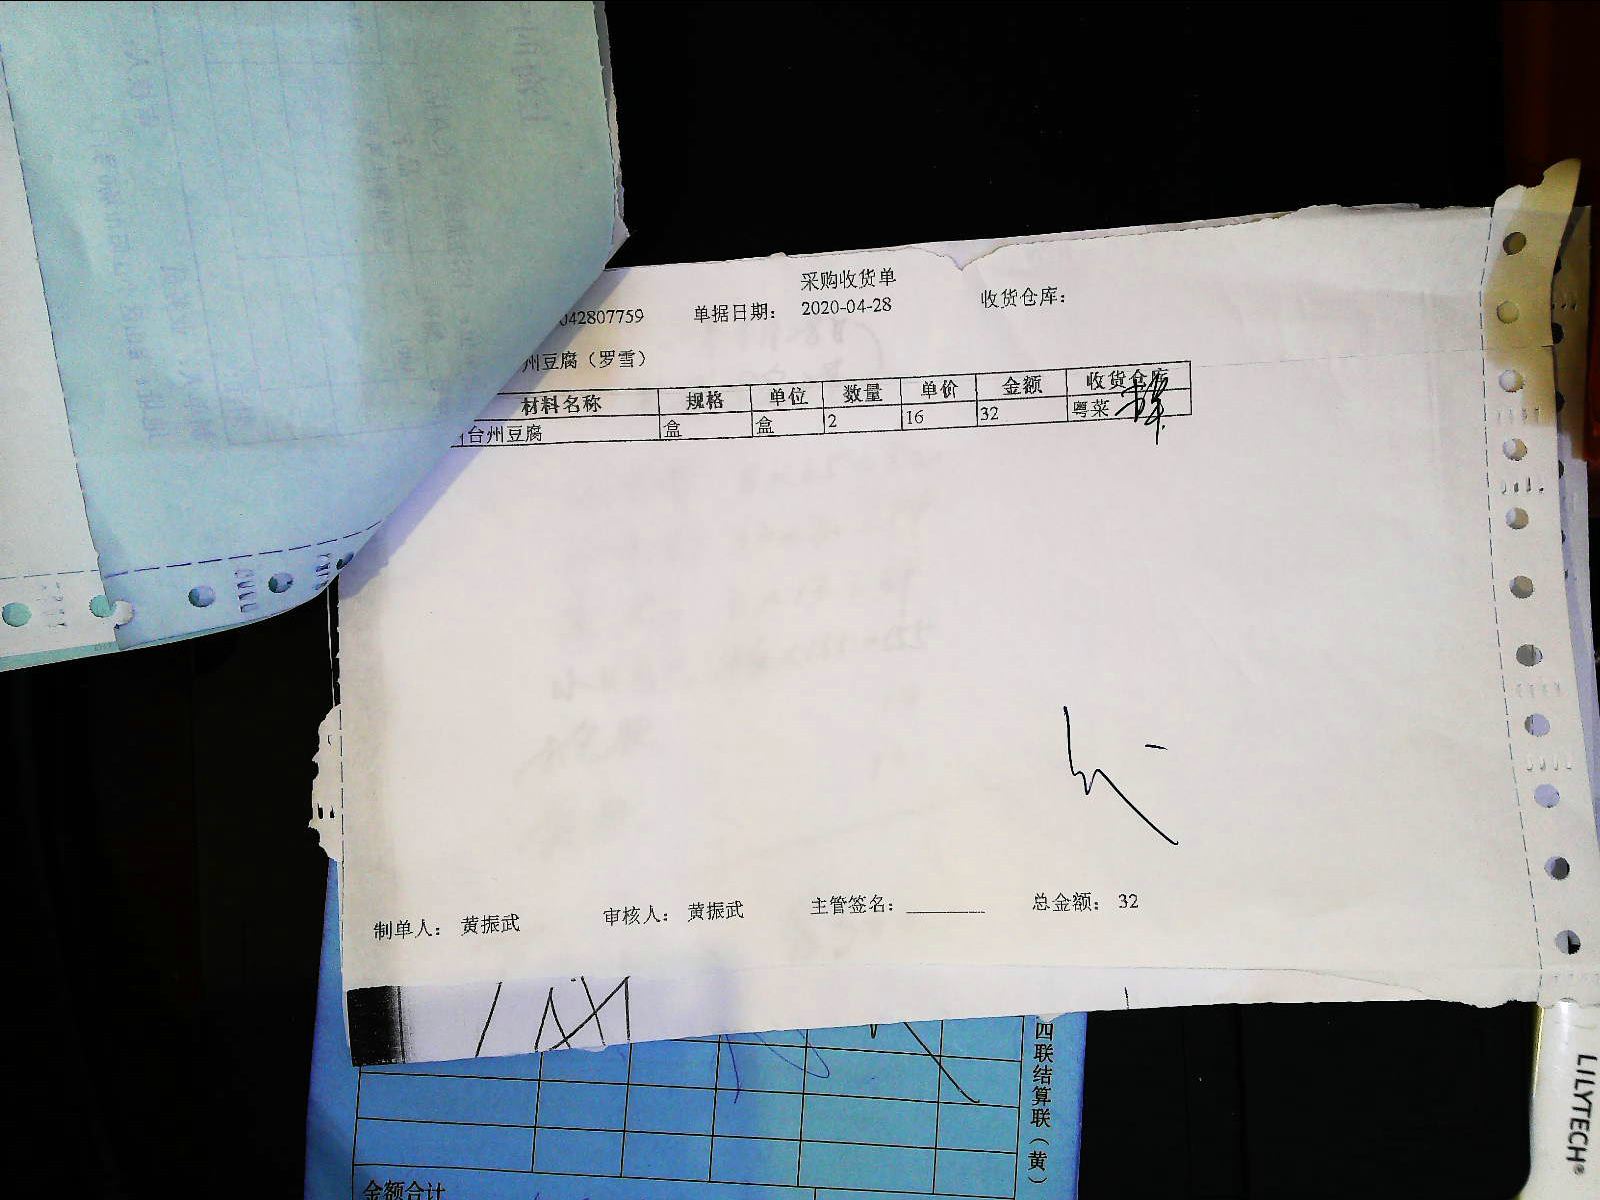 采购收货单
042807759 单据日期： 2020-04-28 收货仓库：
州豆腐（罗雪）
材料名称 规格 单位 数量 单价 金额 收货仓库
台州豆腐 盒 盒 2 16 32 粤菜
制单人： 黄振武 审核人： 黄振武 主管签名： 总金额： 32
四联结算联（黄）
金额合计
LILYTECH®